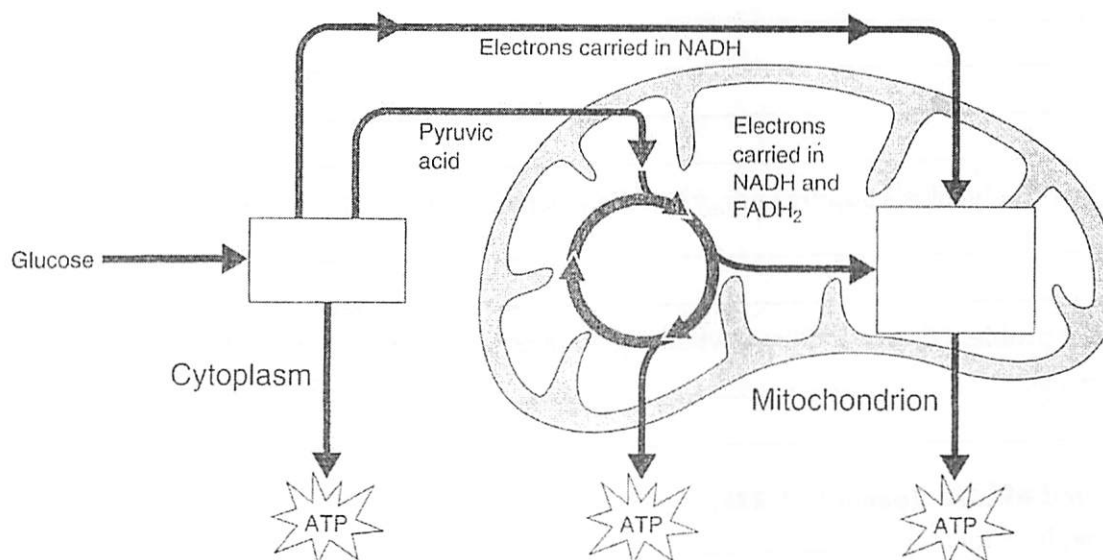 Electrons carried in NADH
Pyruvic
acid
Electrons
carried in
NADH and
FADH₂
Glucose
Cytoplasm
Mitochondrion
ATP
ATP
ATP